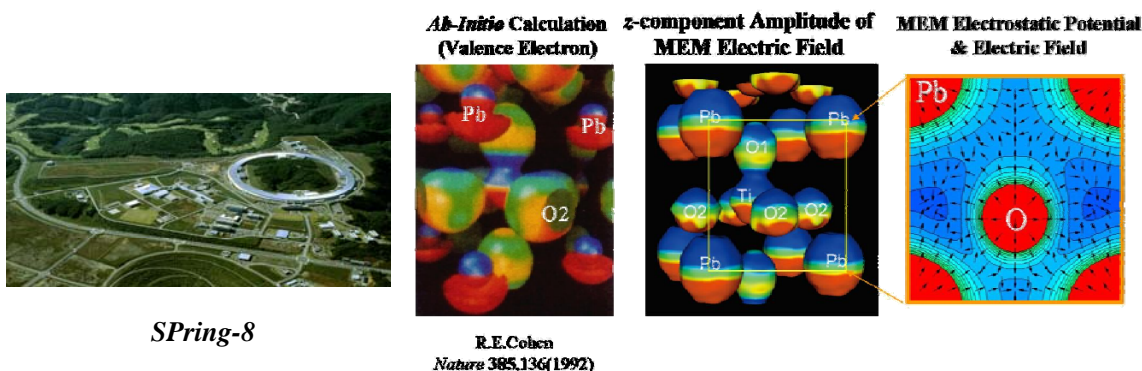 Ab-Initio Calculation
(Valence Electron)
z-component Amplitude of
MEM Electric Field
MEM Electrostatic Potential
& Electric Field
Pb
Pb
O2
Pb
Pb
O1
Ti
O2
O2
O2
Pb
Pb
Pb
O
SPring-8
R.E.Cohen
Nature 385,136(1992)